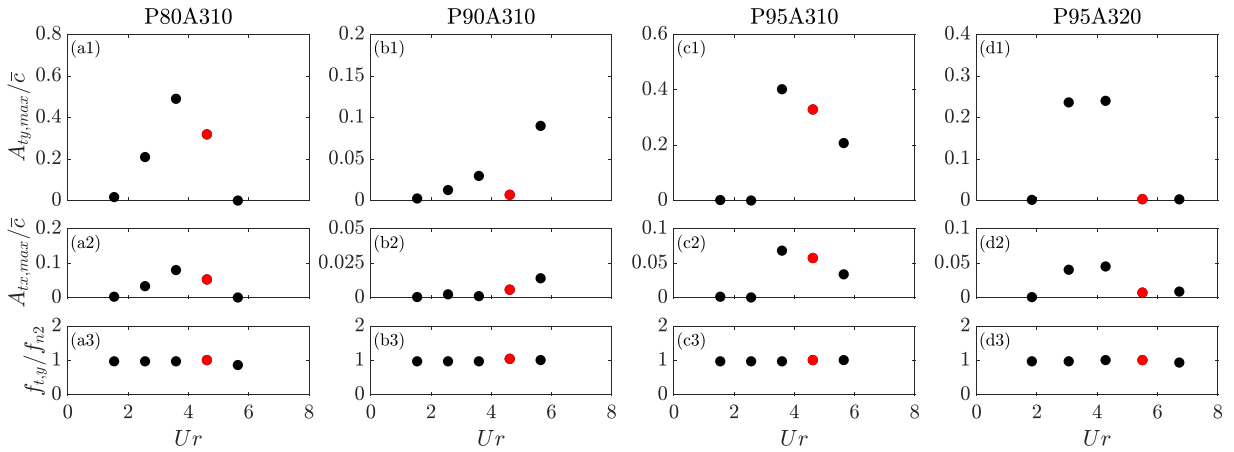 P80A310 P90A310 P95A310 P95A320
A_{ty,max}/c̄
0.8 0.6 0.4 0.2 0 (a1)
0.2 0.15 0.1 0.05 0 (b1)
0.6 0.4 0.2 0 (c1)
0.4 0.3 0.2 0.1 0 (d1)
A_{tx,max}/c̄
0.2 0.1 0 (a2)
0.05 0.025 0 (b2)
0.1 0.05 0 (c2)
0.1 0.05 0 (d2)
f_{t,y}/f_{n2}
2 1 0 (a3)
2 1 0 (b3)
2 1 0 (c3)
2 1 0 (d3)
0 2 4 6 8 0 2 4 6 8 0 2 4 6 8 0 2 4 6 8
Ur Ur Ur Ur